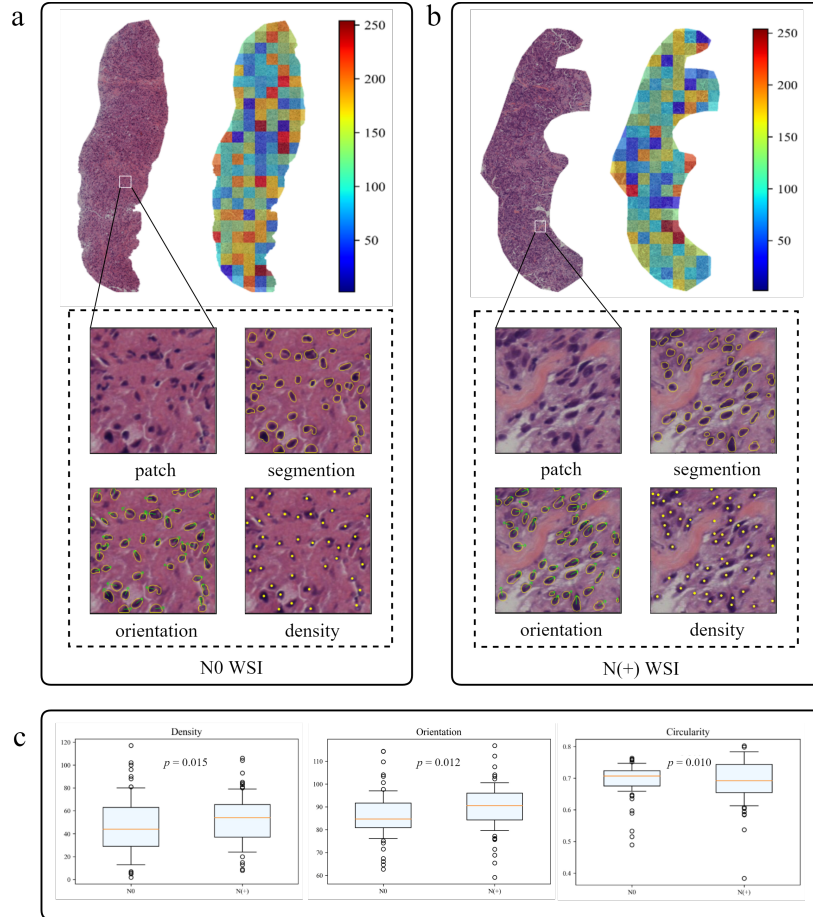 a
250
200
150
100
50
patch
segmention
orientation
density
N0 WSI
b
250
200
150
100
50
patch
segmention
orientation
density
N(+) WSI
c
Density
p = 0.015
120
100
80
60
40
20
0
N0
N(+)
Orientation
p = 0.012
110
100
90
80
70
60
N0
N(+)
Circularity
p = 0.010
0.8
0.7
0.6
0.5
0.4
N0
N(+)